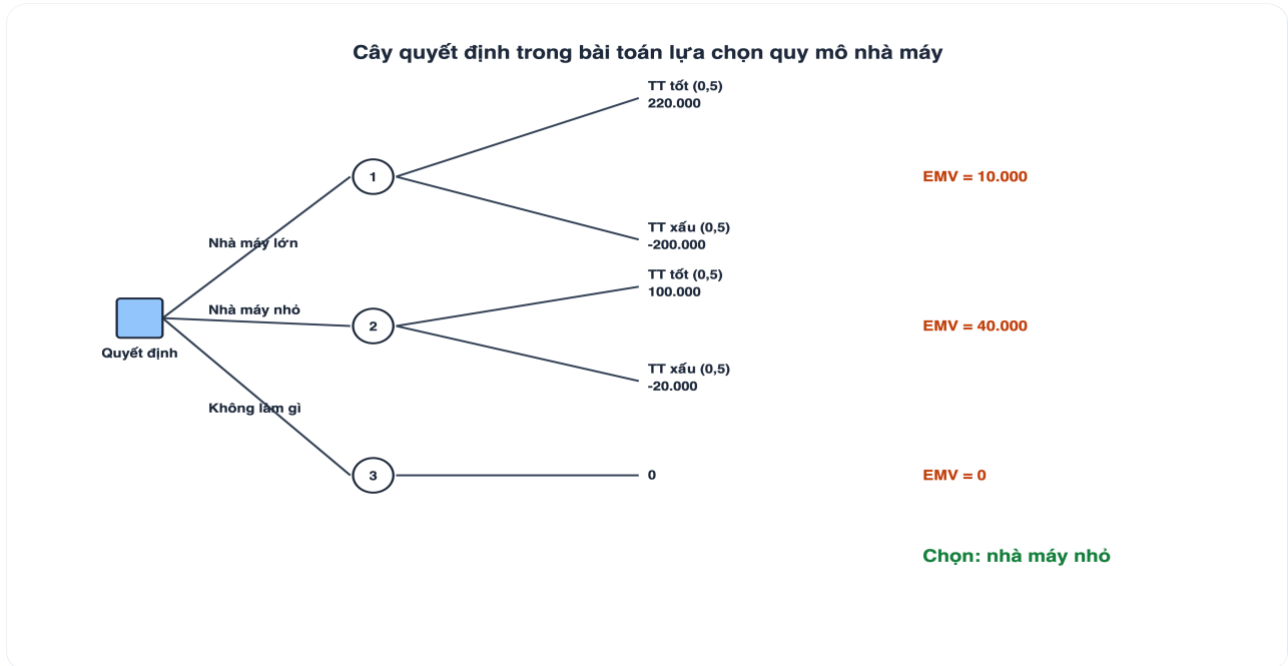 Cây quyết định trong bài toán lựa chọn quy mô nhà máy
TT tốt (0,5)
220.000
1
EMV = 10.000
TT xấu (0,5)
-200.000
Nhà máy lớn
TT tốt (0,5)
100.000
Nhà máy nhỏ
2
EMV = 40.000
Quyết định
TT xấu (0,5)
-20.000
Không làm gì
3
0
EMV = 0
Chọn: nhà máy nhỏ